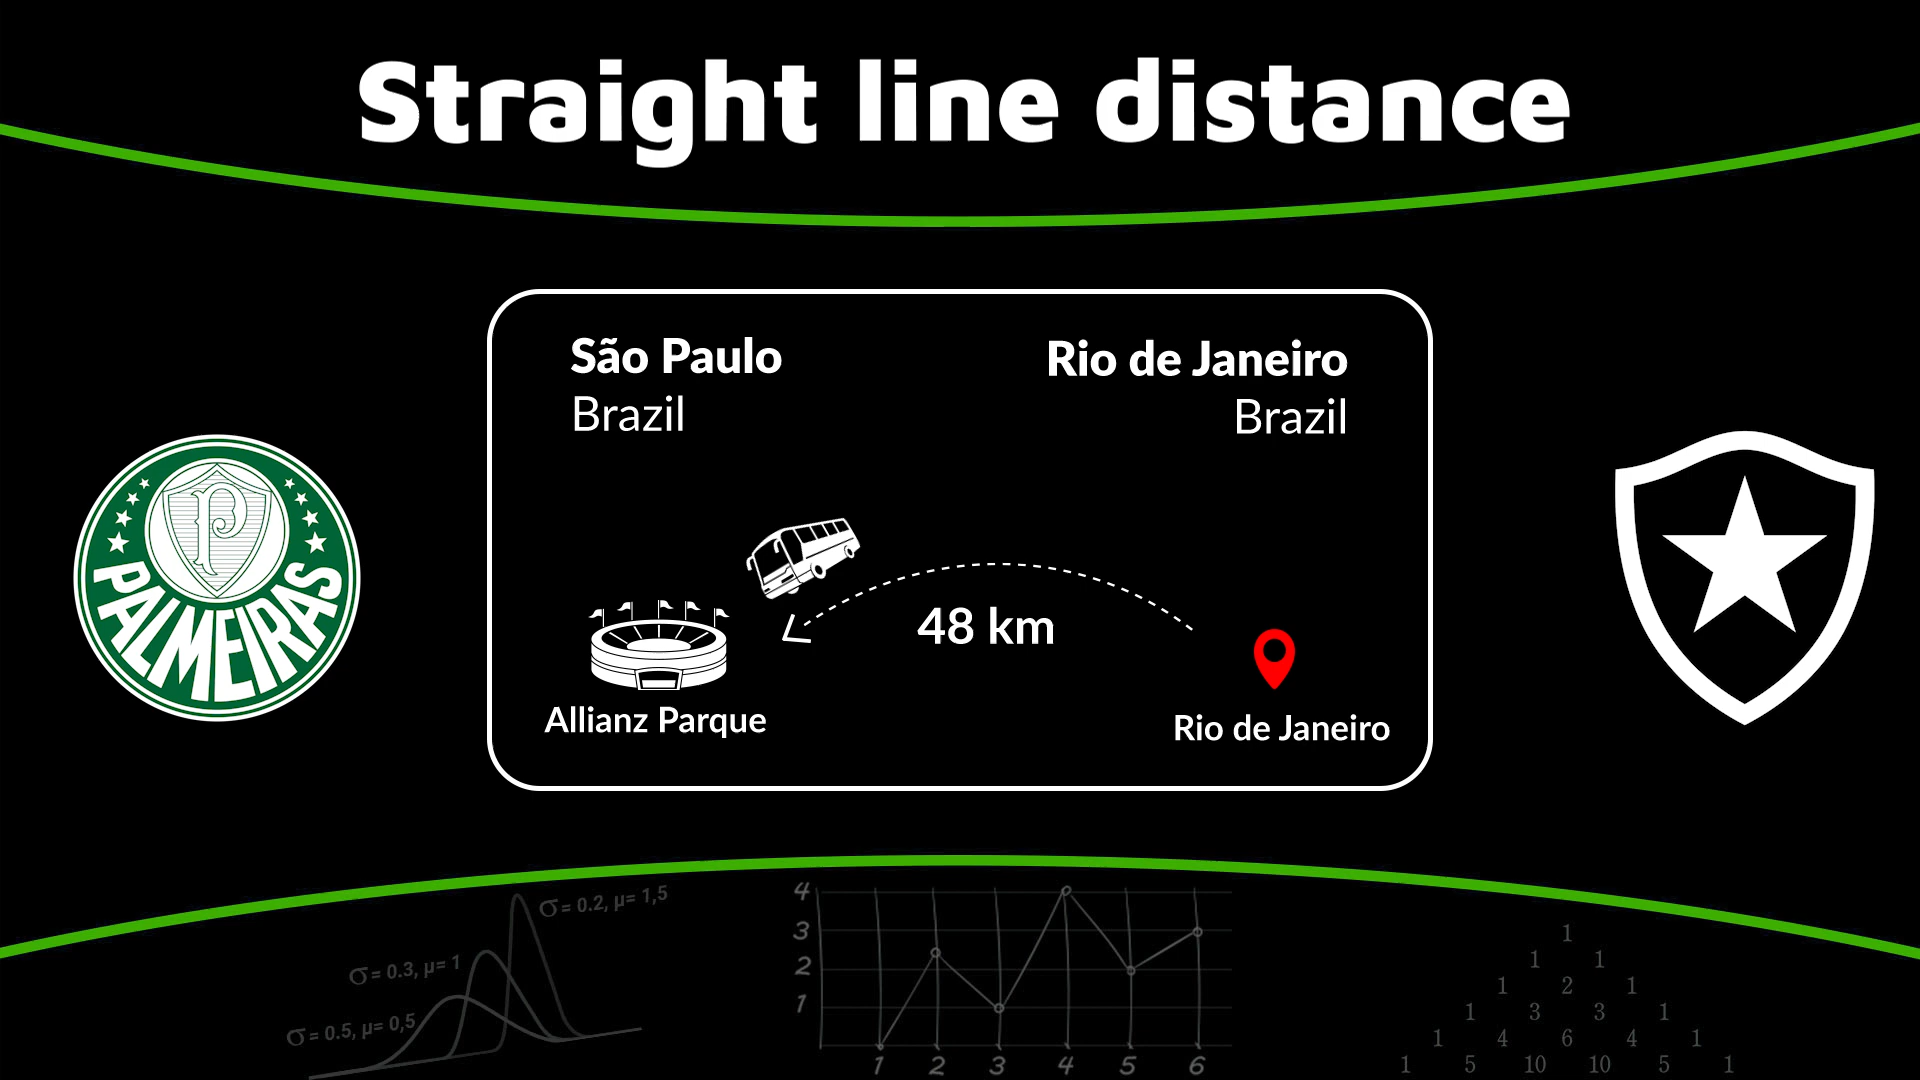 Straight line distance
São Paulo
Brazil
Rio de Janeiro
Brazil
P
PALMEIRAS
48 km
Allianz Parque
Rio de Janeiro
σ = 0.2, μ= 1,5
σ = 0.3, μ= 1
σ = 0.5, μ= 0,5
4
3
2
1
1 2 3 4 5 6
1
1 1
1 2 1
1 3 3 1
1 4 6 4 1
1 5 10 10 5 1